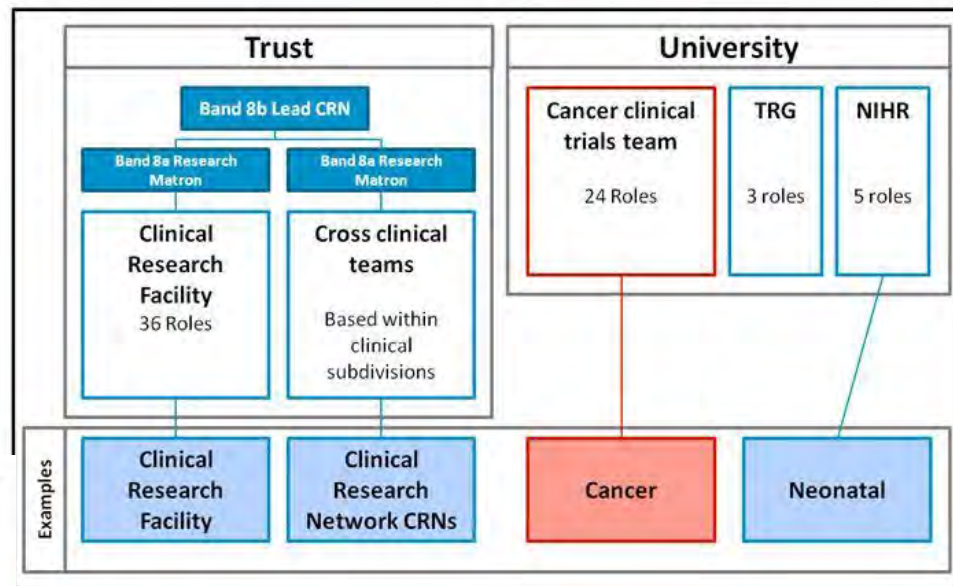 Trust
Band 8b Lead CRN
Band 8a Research
Matron
Band 8a Research
Matron
Clinical
Research
Facility
36 Roles
Cross clinical
teams
Based within
clinical
subdivisions
University
Cancer clinical
trials team
24 Roles
TRG
3 roles
NIHR
5 roles
Examples
Clinical
Research
Facility
Clinical
Research
Network CRNs
Cancer
Neonatal